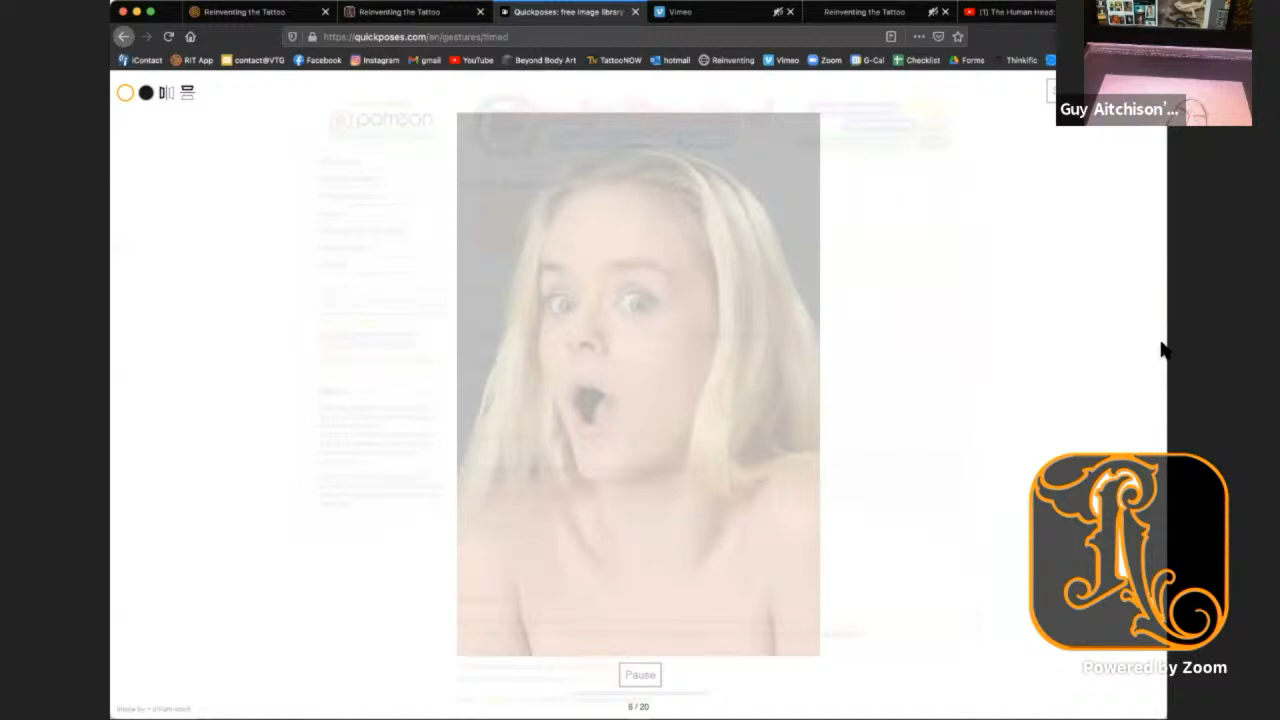 Reinventing the Tattoo
Reinventing the Tattoo
Quickposes: free image library
Vimeo
Reinventing the Tattoo
(1) The Human Head:
https://quickposes.com/en/gestures/timed
iContact
RIT App
contact@VTG
Facebook
Instagram
gmail
YouTube
Beyond Body Art
TattooNOW
hotmail
Reinventing
Vimeo
Zoom
G-Cal
Checklist
Forms
Thinkific
Guy Aitchison'...
patreon
Pause
6 / 20
Powered by Zoom